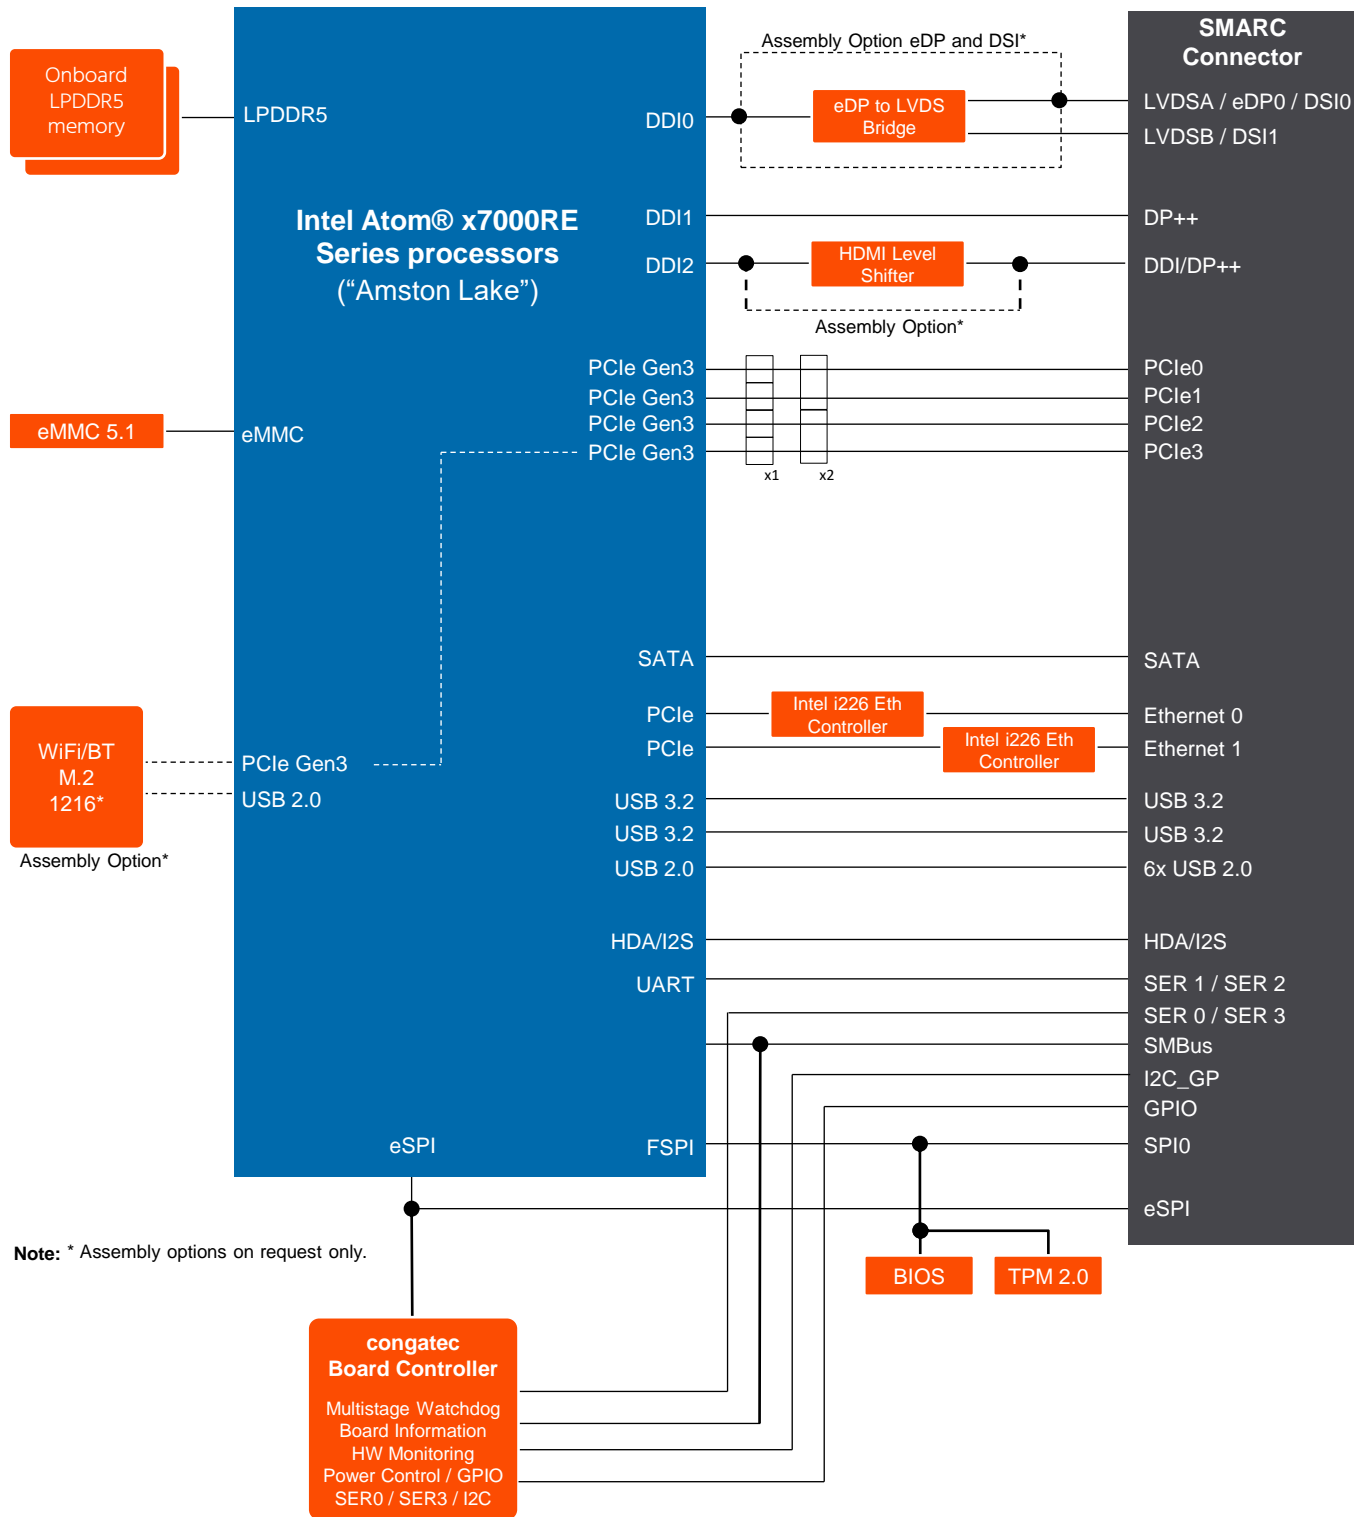 Onboard
LPDDR5
memory
LPDDR5
Intel Atom® x7000RE
Series processors
(“Amston Lake”)
eMMC 5.1
eMMC
WiFi/BT
M.2
1216*
Assembly Option*
PCIe Gen3
USB 2.0
DDI0
DDI1
DDI2
PCIe Gen3
PCIe Gen3
PCIe Gen3
PCIe Gen3
SATA
PCIe
PCIe
USB 3.2
USB 3.2
USB 2.0
HDA/I2S
UART
FSPI
eSPI
Assembly Option eDP and DSI*
eDP to LVDS
Bridge
HDMI Level
Shifter
Assembly Option*
x1
x2
Intel i226 Eth
Controller
Intel i226 Eth
Controller
BIOS
TPM 2.0
SMARC
Connector
LVDSA / eDP0 / DSI0
LVDSB / DSI1
DP++
DDI/DP++
PCIe0
PCIe1
PCIe2
PCIe3
SATA
Ethernet 0
Ethernet 1
USB 3.2
USB 3.2
6x USB 2.0
HDA/I2S
SER 1 / SER 2
SER 0 / SER 3
SMBus
I2C_GP
GPIO
SPI0
eSPI
Note: * Assembly options on request only.
congatec
Board Controller
Multistage Watchdog
Board Information
HW Monitoring
Power Control / GPIO
SER0 / SER3 / I2C